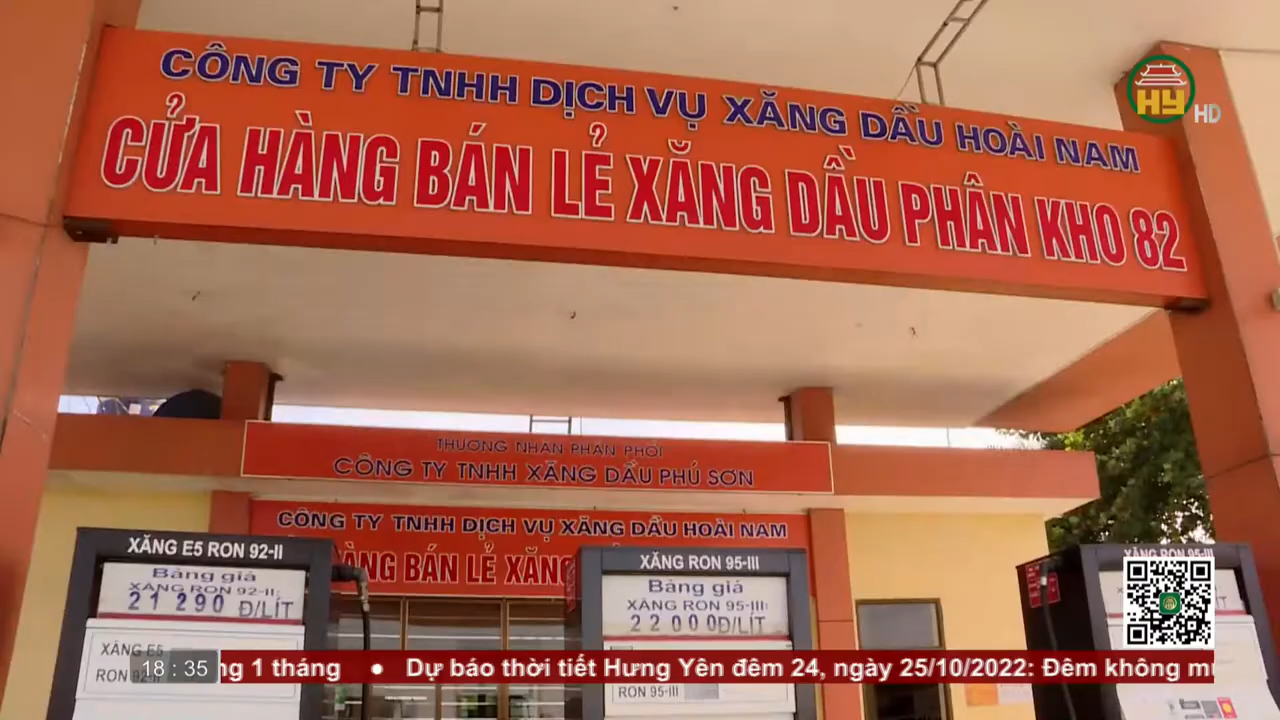 CÔNG TY TNHH DỊCH VỤ XĂNG DẦU HOÀI NAM
CỬA HÀNG BÁN LẺ XĂNG DẦU PHÂN KHO 82
HY HD
THƯƠNG NHÂN PHÂN PHỐI
CÔNG TY TNHH XĂNG DẦU PHÚ SƠN
CÔNG TY TNHH DỊCH VỤ XĂNG DẦU HOÀI NAM
HÀNG BÁN LẺ XĂNG
XĂNG E5 RON 92-II
Bảng giá
XĂNG RON 92-II:
21 290 Đ/LÍT
XĂNG E5
RON 92-II
XĂNG RON 95-III
Bảng giá
XĂNG RON 95-III:
22 000Đ/LÍT
RON 95-III
XĂNG RON 95-III
18 : 35
ng 1 tháng ● Dự báo thời tiết Hưng Yên đêm 24, ngày 25/10/2022: Đêm không mư